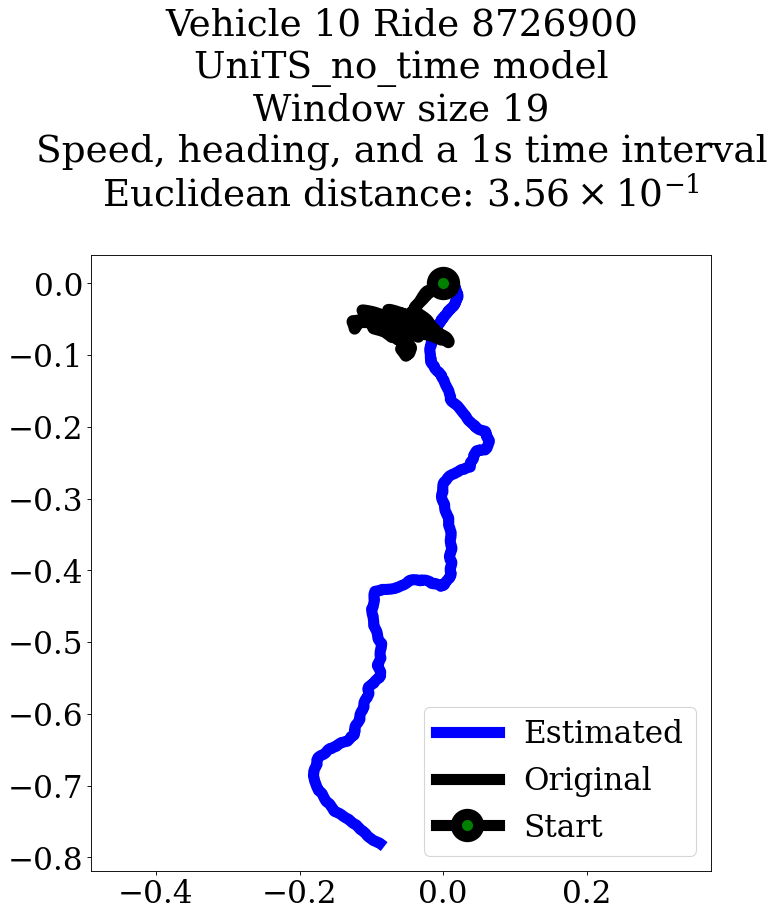 Vehicle 10 Ride 8726900
UniTS_no_time model
Window size 19
Speed, heading, and a 1s time interval
Euclidean distance: $3.56 \times 10^{-1}$
0.0
−0.1
−0.2
−0.3
−0.4
−0.5
−0.6
−0.7
−0.8
Estimated
Original
Start
−0.4 −0.2 0.0 0.2